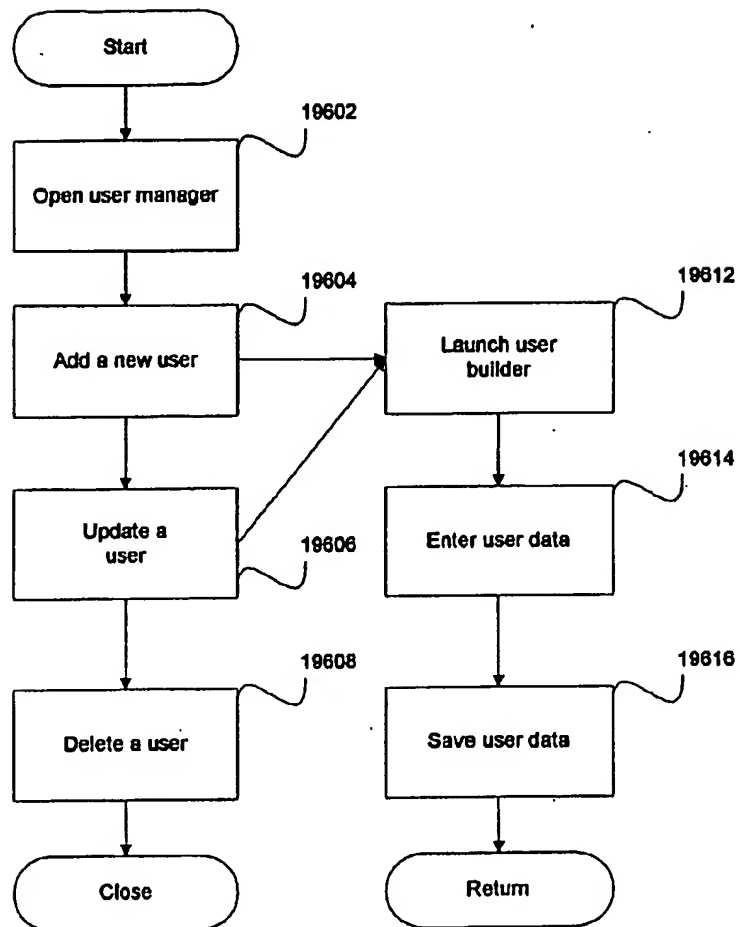 Start
19602
Open user manager
19604
Add a new user
19612
Launch user
builder
Update a
user
19606
19614
Enter user data
19608
Delete a user
19616
Save user data
Close
Return